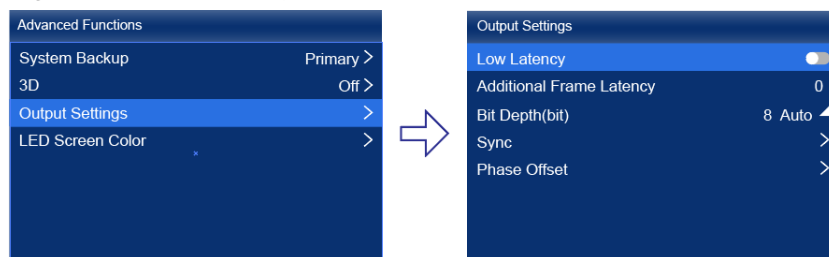 Advanced Functions
System Backup Primary >
3D Off >
Output Settings >
LED Screen Color >
Output Settings
Low Latency
Additional Frame Latency 0
Bit Depth(bit) 8 Auto
Sync >
Phase Offset >